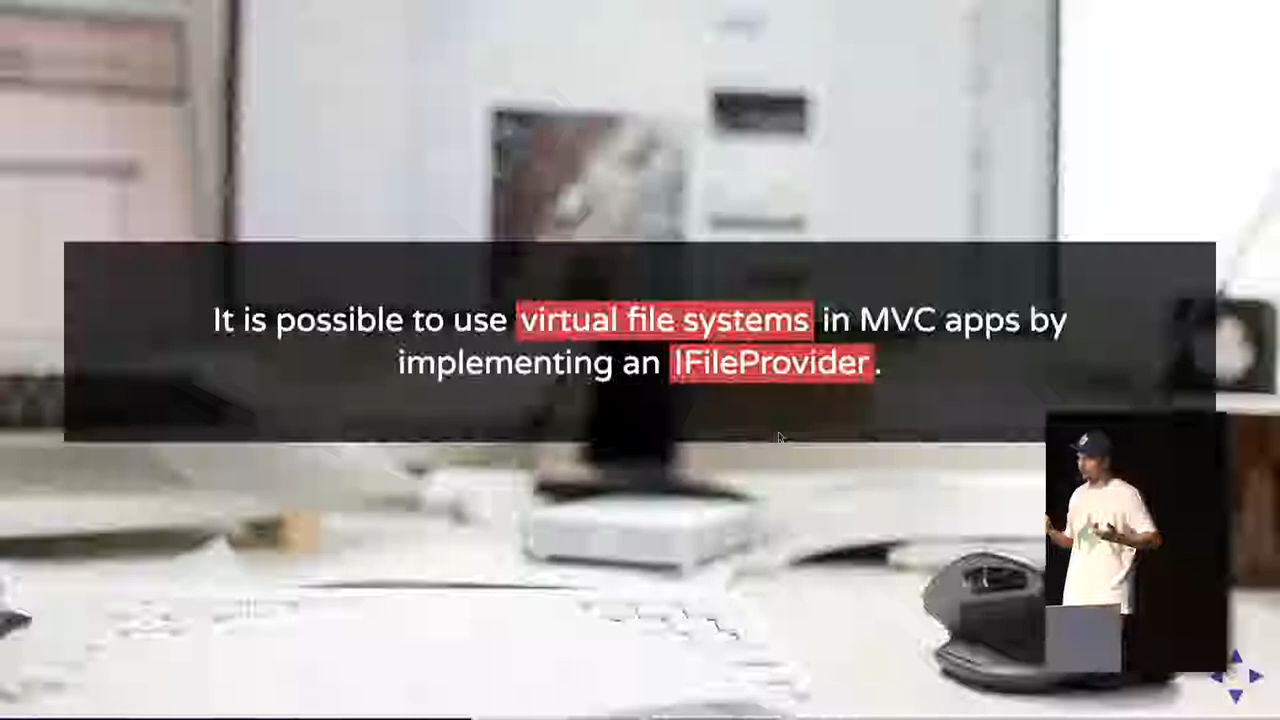 It is possible to use virtual file systems in MVC apps by
implementing an IFileProvider.